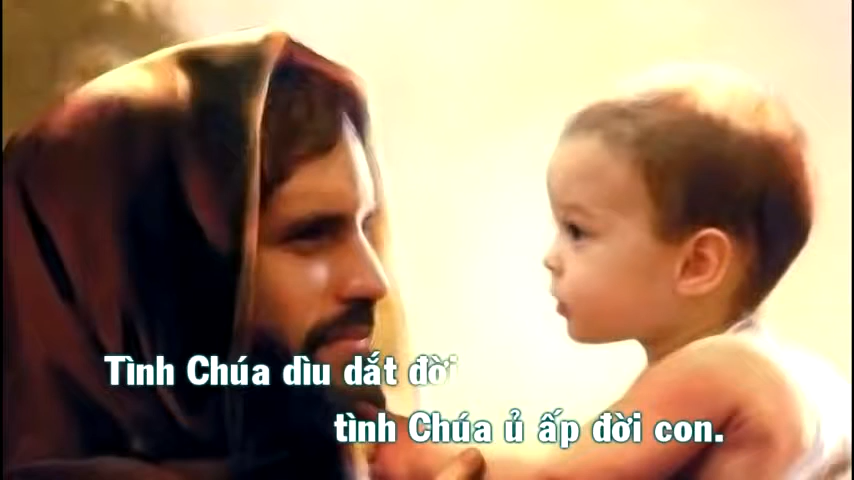 Tình Chúa dìu dắt đời
tình Chúa ủ ấp đời con.